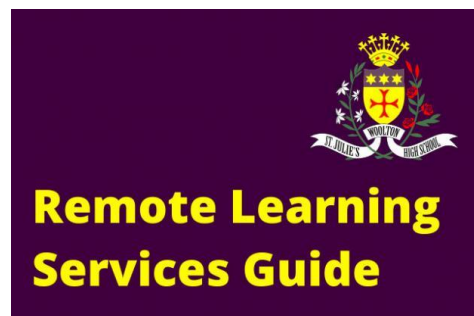 ST. JULIE'S WOOLTON HIGH SCHOOL
Remote Learning
Services Guide